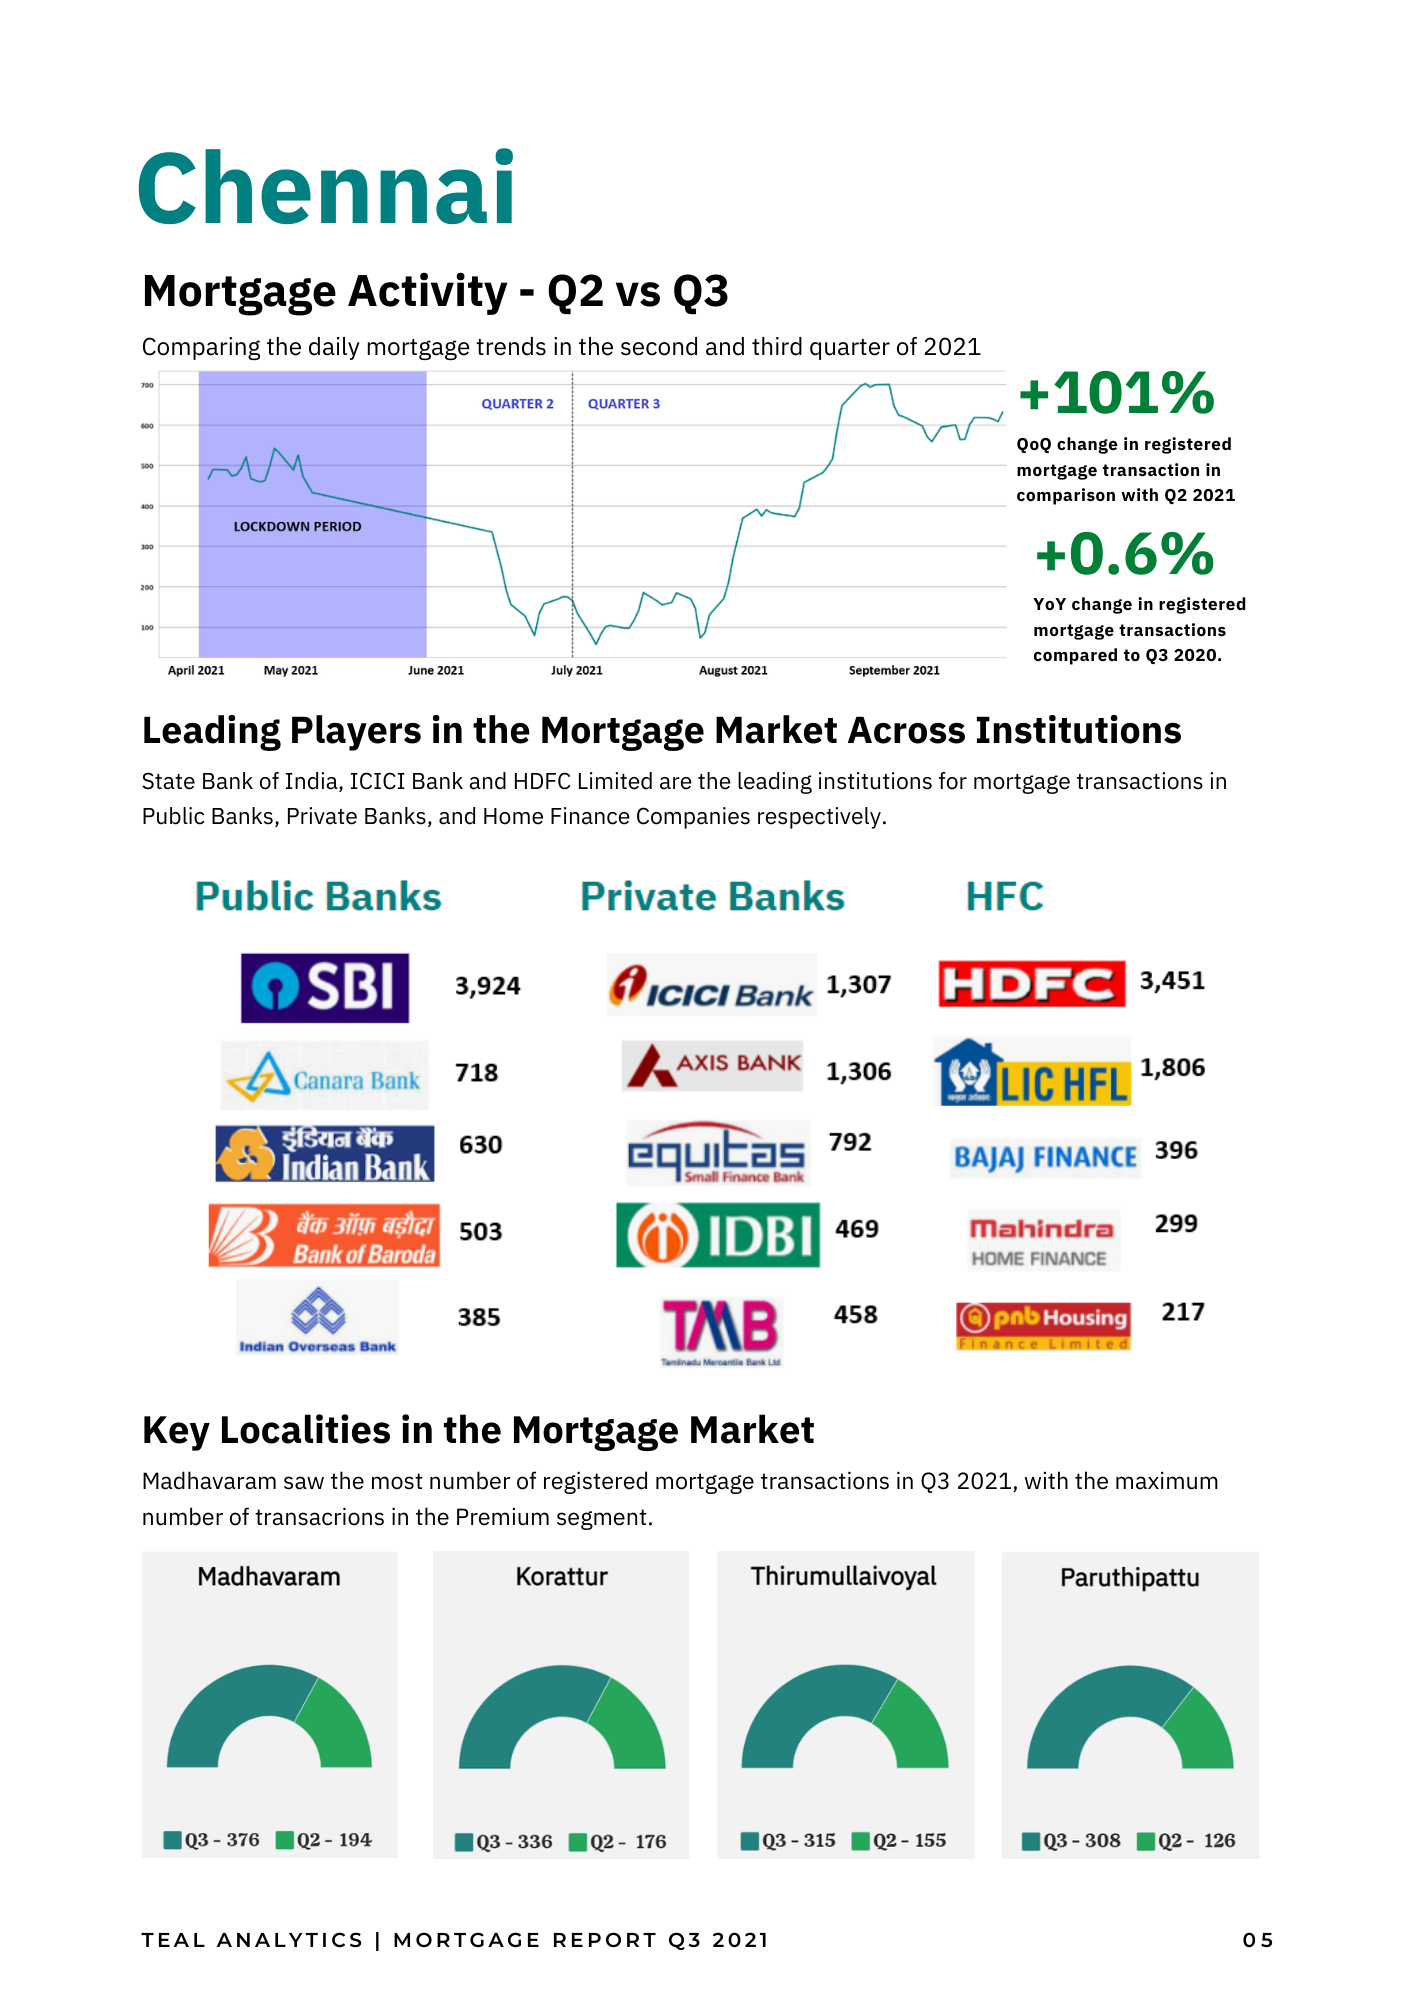 Chennai
Mortgage Activity - Q2 vs Q3
Comparing the daily mortgage trends in the second and third quarter of 2021
700
600
500
400
300
200
100
QUARTER 2
QUARTER 3
LOCKDOWN PERIOD
April 2021
May 2021
June 2021
July 2021
August 2021
September 2021
+101%
QoQ change in registered
mortgage transaction in
comparison with Q2 2021
+0.6%
YoY change in registered
mortgage transactions
compared to Q3 2020.
Leading Players in the Mortgage Market Across Institutions
State Bank of India, ICICI Bank and HDFC Limited are the leading institutions for mortgage transactions in
Public Banks, Private Banks, and Home Finance Companies respectively.
Public Banks
SBI 3,924
Canara Bank 718
इंडियन बैंक
Indian Bank 630
बैंक ऑफ़ बड़ौदा
Bank of Baroda 503
Indian Overseas Bank 385
Private Banks
ICICI Bank 1,307
AXIS BANK 1,306
equitas 792
Small Finance Bank
IDBI 469
TMB 458
Tamilnadu Mercantile Bank Ltd
HFC
HDFC 3,451
LIC HFL 1,806
BAJAJ FINANCE 396
Mahindra 299
HOME FINANCE
pnb Housing 217
Finance Limited
Key Localities in the Mortgage Market
Madhavaram saw the most number of registered mortgage transactions in Q3 2021, with the maximum
number of transacrions in the Premium segment.
Madhavaram
Q3 - 376 Q2 - 194
Korattur
Q3 - 336 Q2 - 176
Thirumullaivoyal
Q3 - 315 Q2 - 155
Paruthipattu
Q3 - 308 Q2 - 126
TEAL ANALYTICS | MORTGAGE REPORT Q3 2021
05